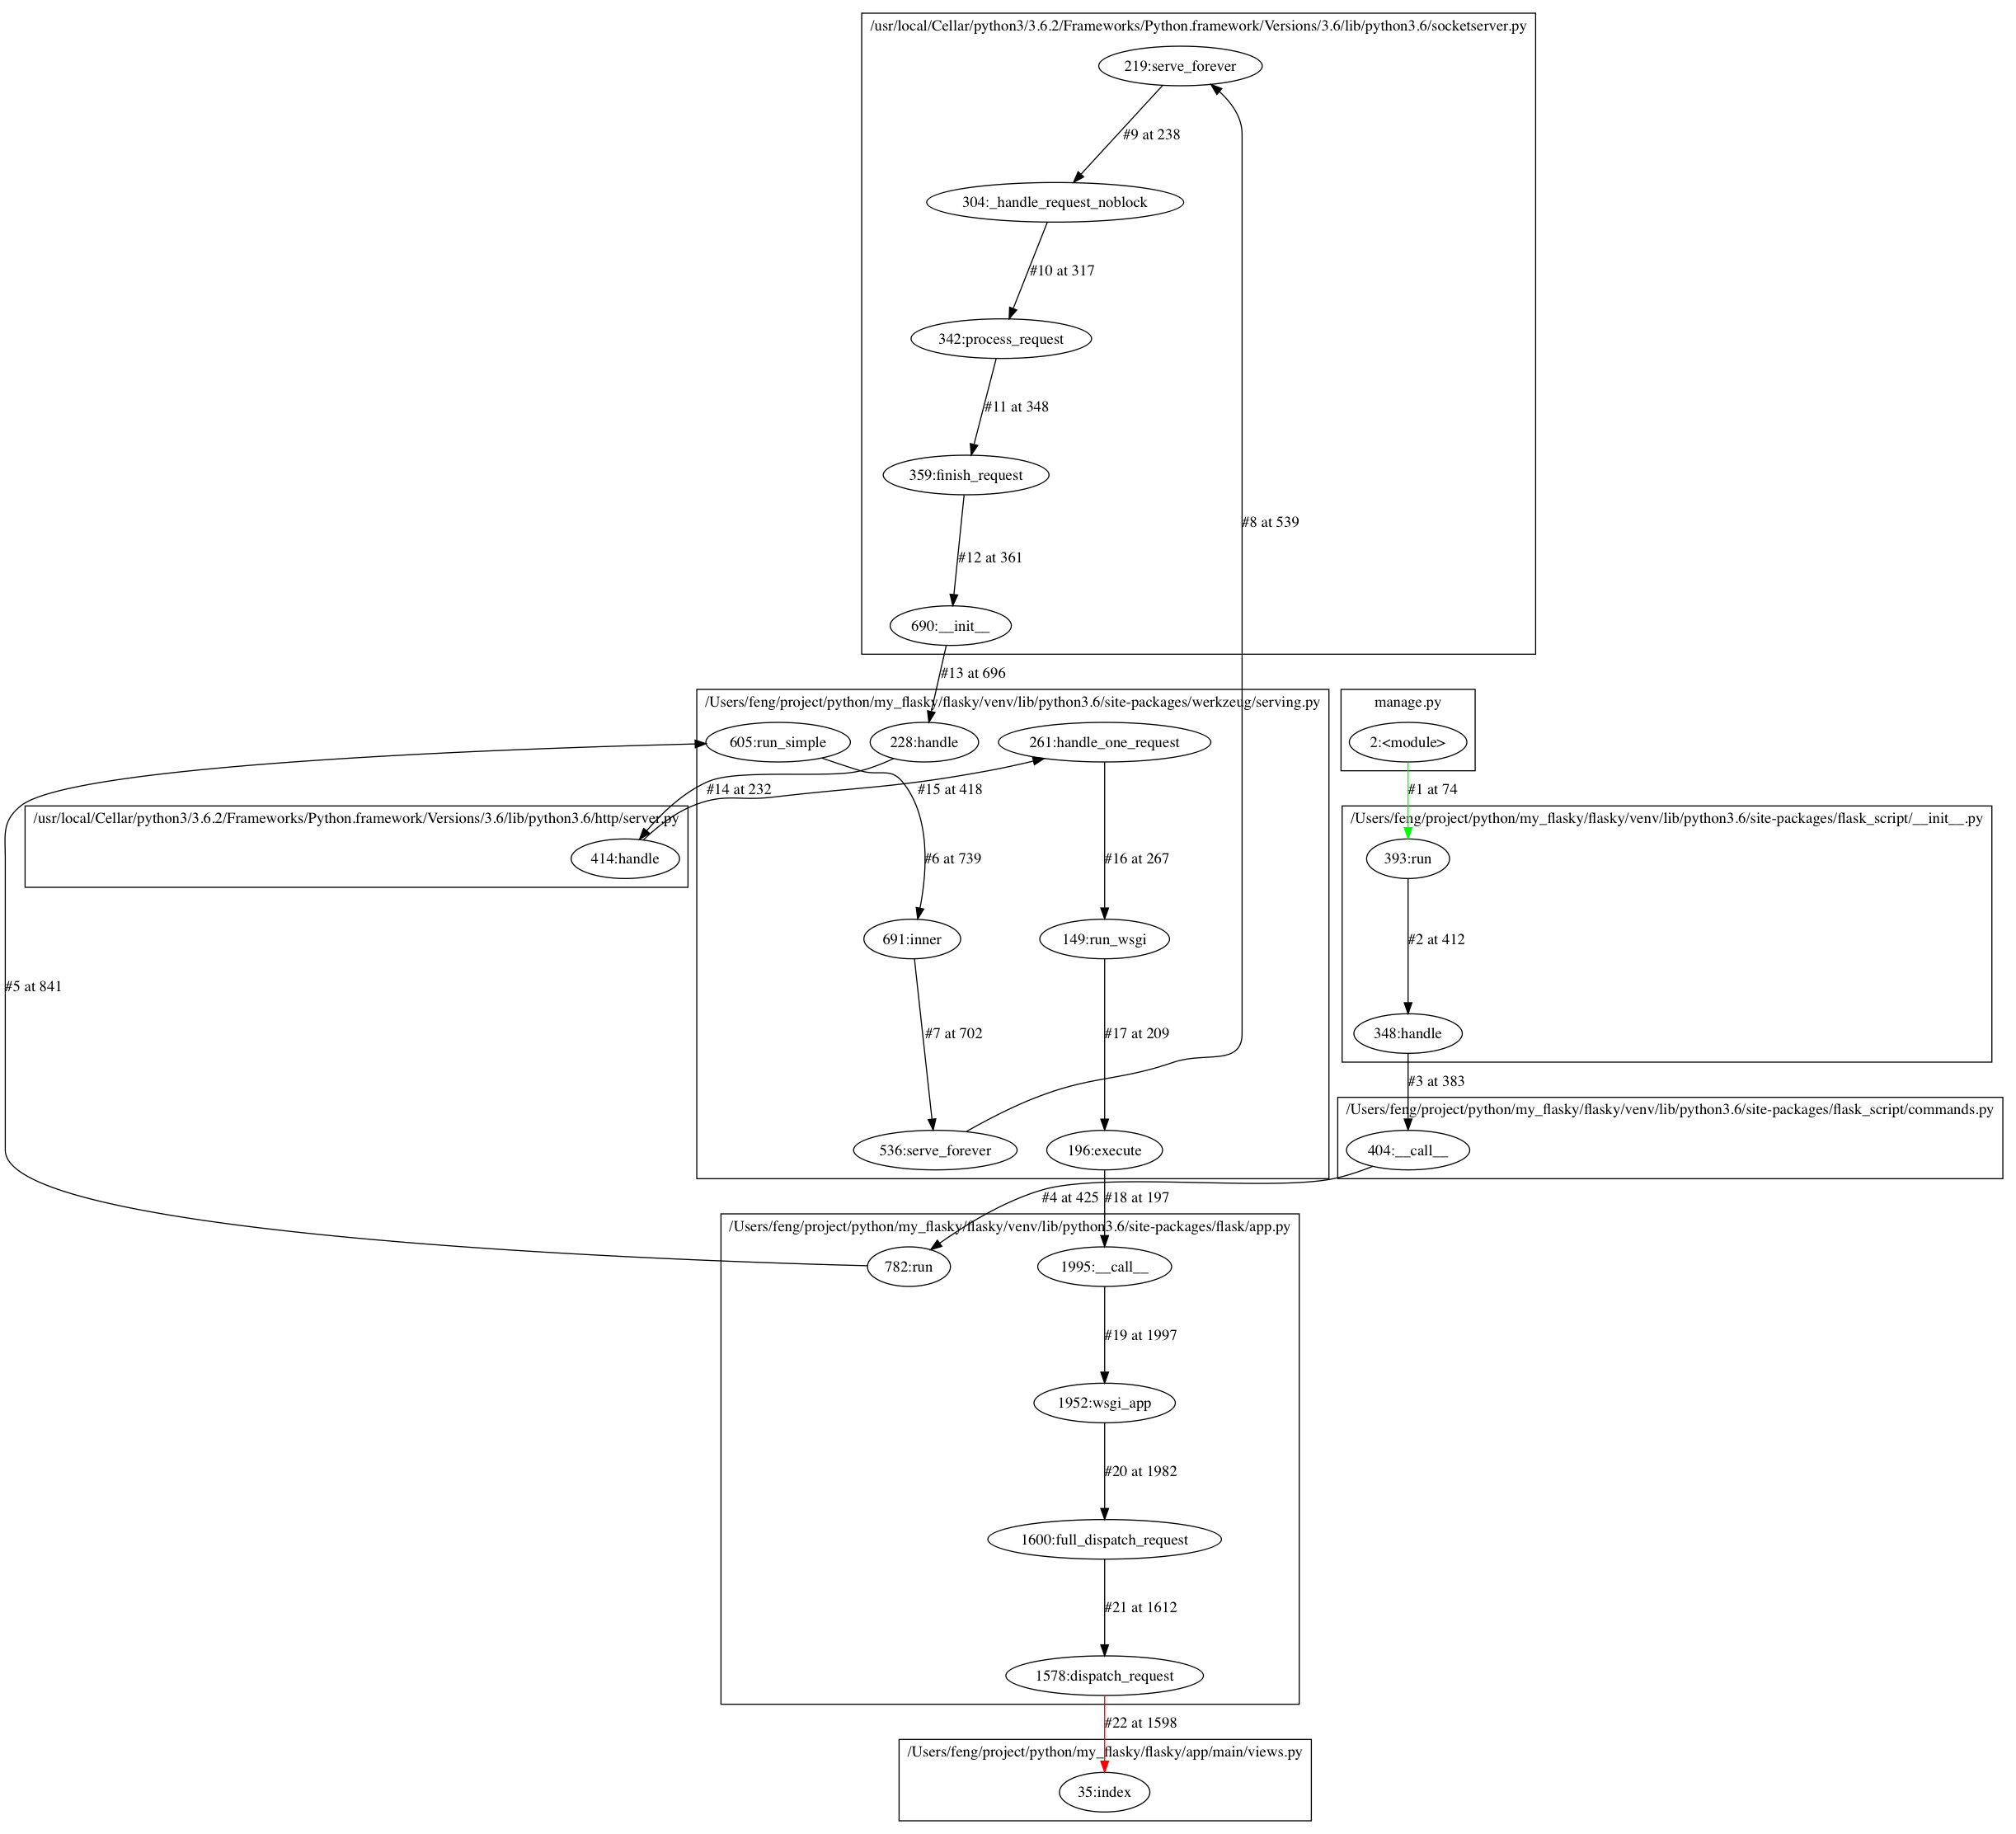 /usr/local/Cellar/python3/3.6.2/Frameworks/Python.framework/Versions/3.6/lib/python3.6/socketserver.py
219:serve_forever
#9 at 238
304:_handle_request_noblock
#10 at 317
342:process_request
#11 at 348
359:finish_request
#8 at 539
#12 at 361
690:__init__
#13 at 696
/Users/feng/project/python/my_flasky/flasky/venv/lib/python3.6/site-packages/werkzeug/serving.py
manage.py
605:run_simple
228:handle
261:handle_one_request
2:<module>
#14 at 232
#15 at 418
#1 at 74
/usr/local/Cellar/python3/3.6.2/Frameworks/Python.framework/Versions/3.6/lib/python3.6/http/server.py
/Users/feng/project/python/my_flasky/flasky/venv/lib/python3.6/site-packages/flask_script/__init__.py
414:handle
#6 at 739
#16 at 267
393:run
691:inner
149:run_wsgi
#2 at 412
#5 at 841
#7 at 702
#17 at 209
348:handle
#3 at 383
/Users/feng/project/python/my_flasky/flasky/venv/lib/python3.6/site-packages/flask_script/commands.py
536:serve_forever
196:execute
404:__call__
#4 at 425
#18 at 197
/Users/feng/project/python/my_flasky/flasky/venv/lib/python3.6/site-packages/flask/app.py
782:run
1995:__call__
#19 at 1997
1952:wsgi_app
#20 at 1982
1600:full_dispatch_request
#21 at 1612
1578:dispatch_request
#22 at 1598
/Users/feng/project/python/my_flasky/flasky/app/main/views.py
35:index